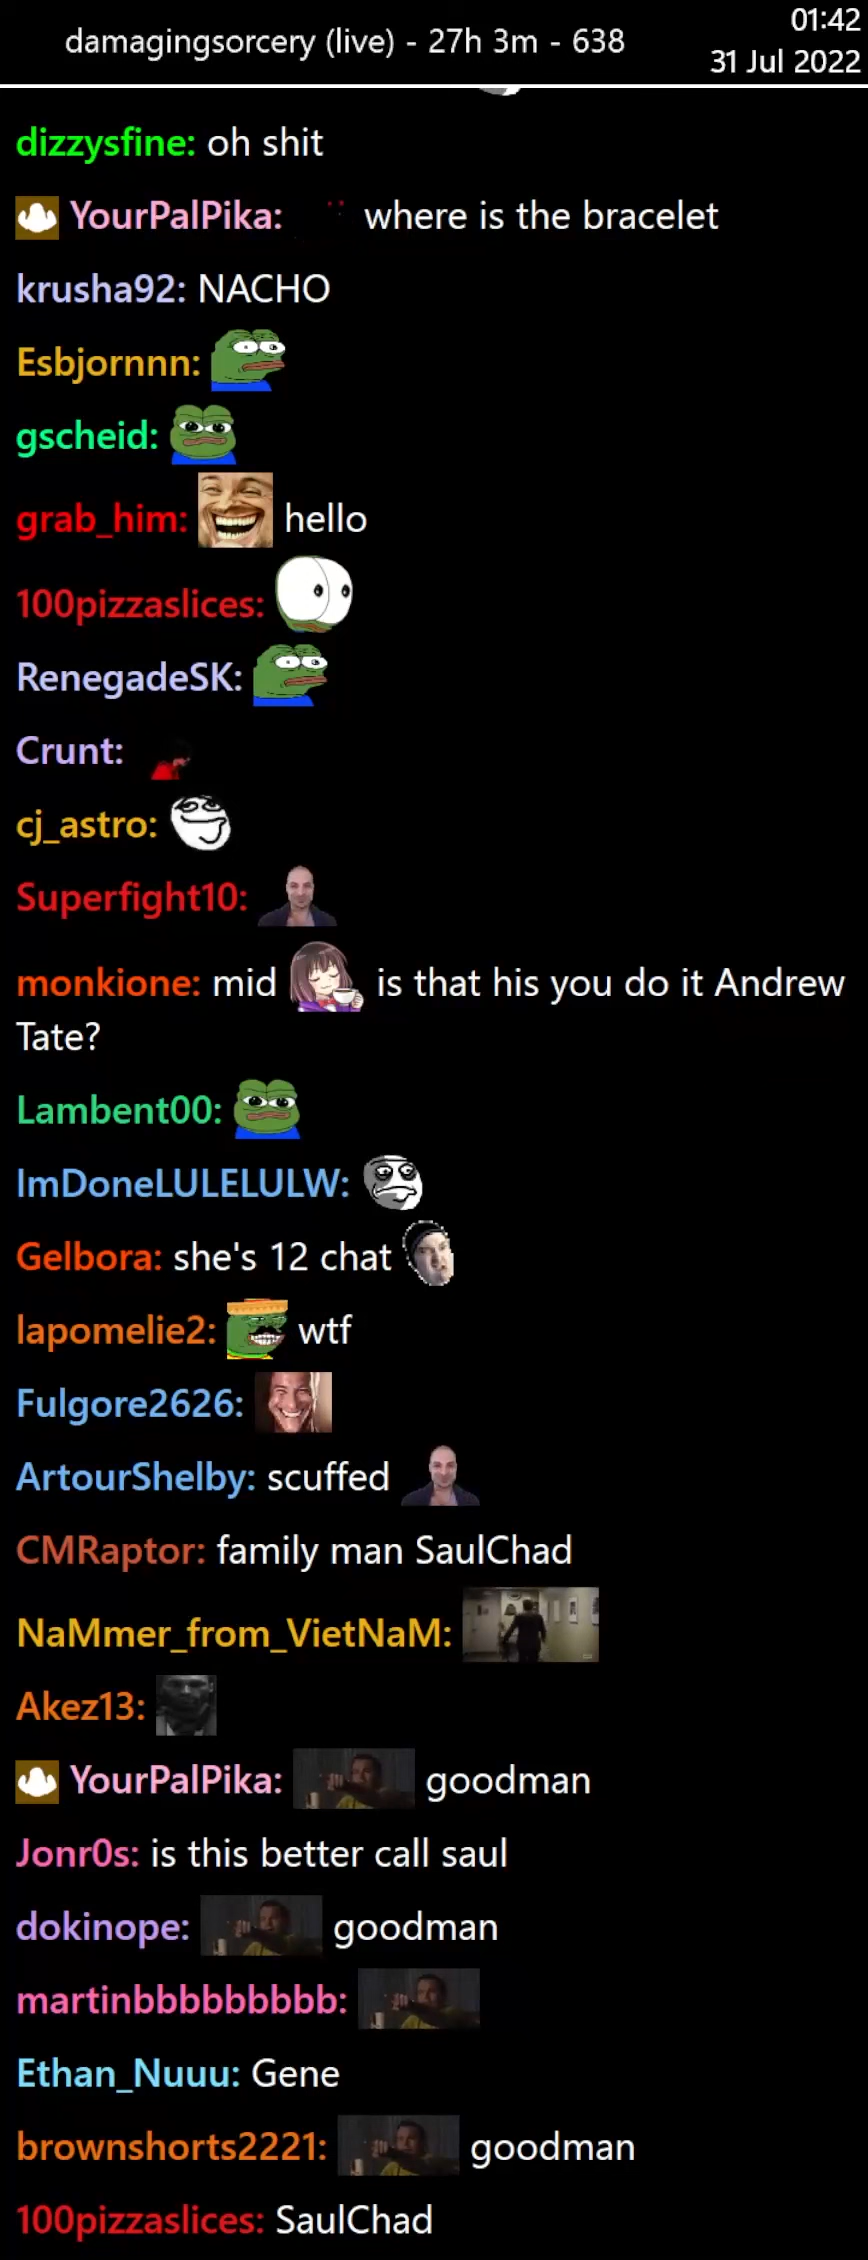 damagingsorcery (live) - 27h 3m - 638
01:42
31 Jul 2022
dizzysfine: oh shit
YourPalPika: where is the bracelet
krusha92: NACHO
Esbjornnn:
gscheid:
grab_him: hello
100pizzaslices:
RenegadeSK:
Crunt:
cj_astro:
Superfight10:
monkione: mid is that his you do it Andrew
Tate?
Lambent00:
ImDoneLULELULW:
Gelbora: she's 12 chat
lapomelie2: wtf
Fulgore2626:
ArtourShelby: scuffed
CMRaptor: family man SaulChad
NaMmer_from_VietNaM:
Akez13:
YourPalPika: goodman
Jonr0s: is this better call saul
dokinope: goodman
martinbbbbbbbbbb:
Ethan_Nuuu: Gene
brownshorts2221: goodman
100pizzaslices: SaulChad